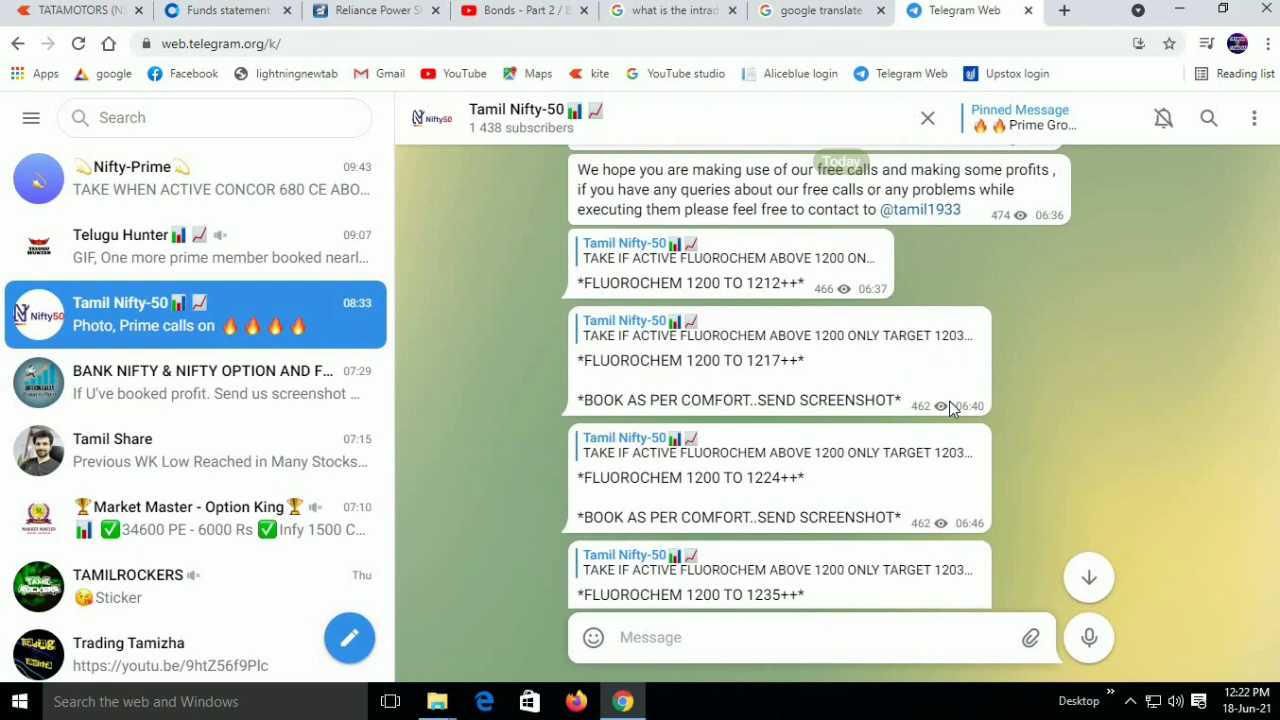 TATAMOTORS (N
Funds statement
Reliance Power S
Bonds - Part 2 / B
what is the intrad
google translate
Telegram Web
web.telegram.org/k/
Apps
google
Facebook
lightningnewtab
Gmail
YouTube
Maps
kite
YouTube studio
Aliceblue login
Telegram Web
Upstox login
Reading list
Search
💫Nifty-Prime💫 09:43
TAKE WHEN ACTIVE CONCOR 680 CE ABO...
Telugu Hunter📊📈 09:07
GIF, One more prime member booked nearl...
Tamil Nifty-50📊📈 08:33
Photo, Prime calls on 🔥🔥🔥🔥
BANK NIFTY & NIFTY OPTION AND F... 07:29
If U've booked profit. Send us screenshot ...
Tamil Share 07:15
Previous WK Low Reached in Many Stocks...
🏆Market Master - Option King🏆 07:10
📊 ✅34600 PE - 6000 Rs ✅Infy 1500 C...
TAMILROCKERS Thu
😘Sticker
Trading Tamizha
https://youtu.be/9htZ56f9Plc
Nifty50
Tamil Nifty-50📊📈
1 438 subscribers
Pinned Message
🔥🔥Prime Gro...
Today
We hope you are making use of our free calls and making some profits ,
if you have any queries about our free calls or any problems while
executing them please feel free to contact to @tamil1933 474 06:36
Tamil Nifty-50📊📈
TAKE IF ACTIVE FLUOROCHEM ABOVE 1200 ON...
*FLUOROCHEM 1200 TO 1212++* 466 06:37
Tamil Nifty-50📊📈
TAKE IF ACTIVE FLUOROCHEM ABOVE 1200 ONLY TARGET 1203...
*FLUOROCHEM 1200 TO 1217++*
*BOOK AS PER COMFORT..SEND SCREENSHOT* 462 06:40
Tamil Nifty-50📊📈
TAKE IF ACTIVE FLUOROCHEM ABOVE 1200 ONLY TARGET 1203...
*FLUOROCHEM 1200 TO 1224++*
*BOOK AS PER COMFORT..SEND SCREENSHOT* 462 06:46
Tamil Nifty-50📊📈
TAKE IF ACTIVE FLUOROCHEM ABOVE 1200 ONLY TARGET 1203...
*FLUOROCHEM 1200 TO 1235++*
Message
Search the web and Windows
Desktop
12:22 PM
18-Jun-21